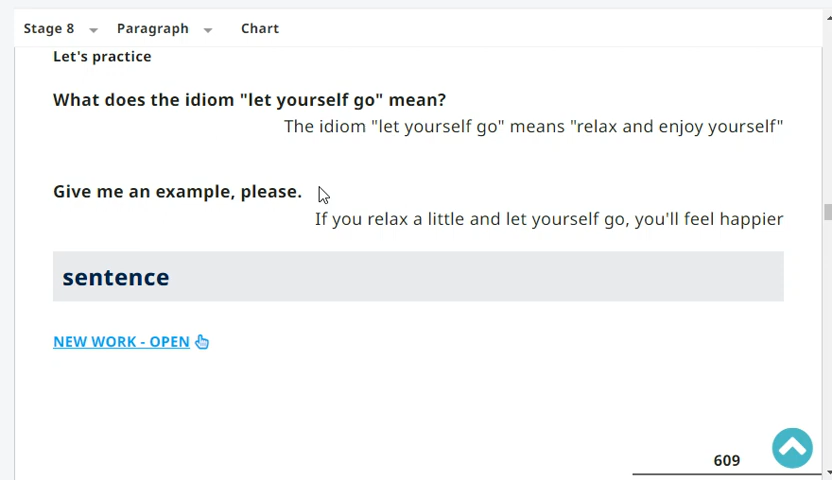 Stage 8 Paragraph Chart
Let's practice
What does the idiom "let yourself go" mean?
The idiom "let yourself go" means "relax and enjoy yourself"
Give me an example, please.
If you relax a little and let yourself go, you'll feel happier
sentence
NEW WORK - OPEN
609